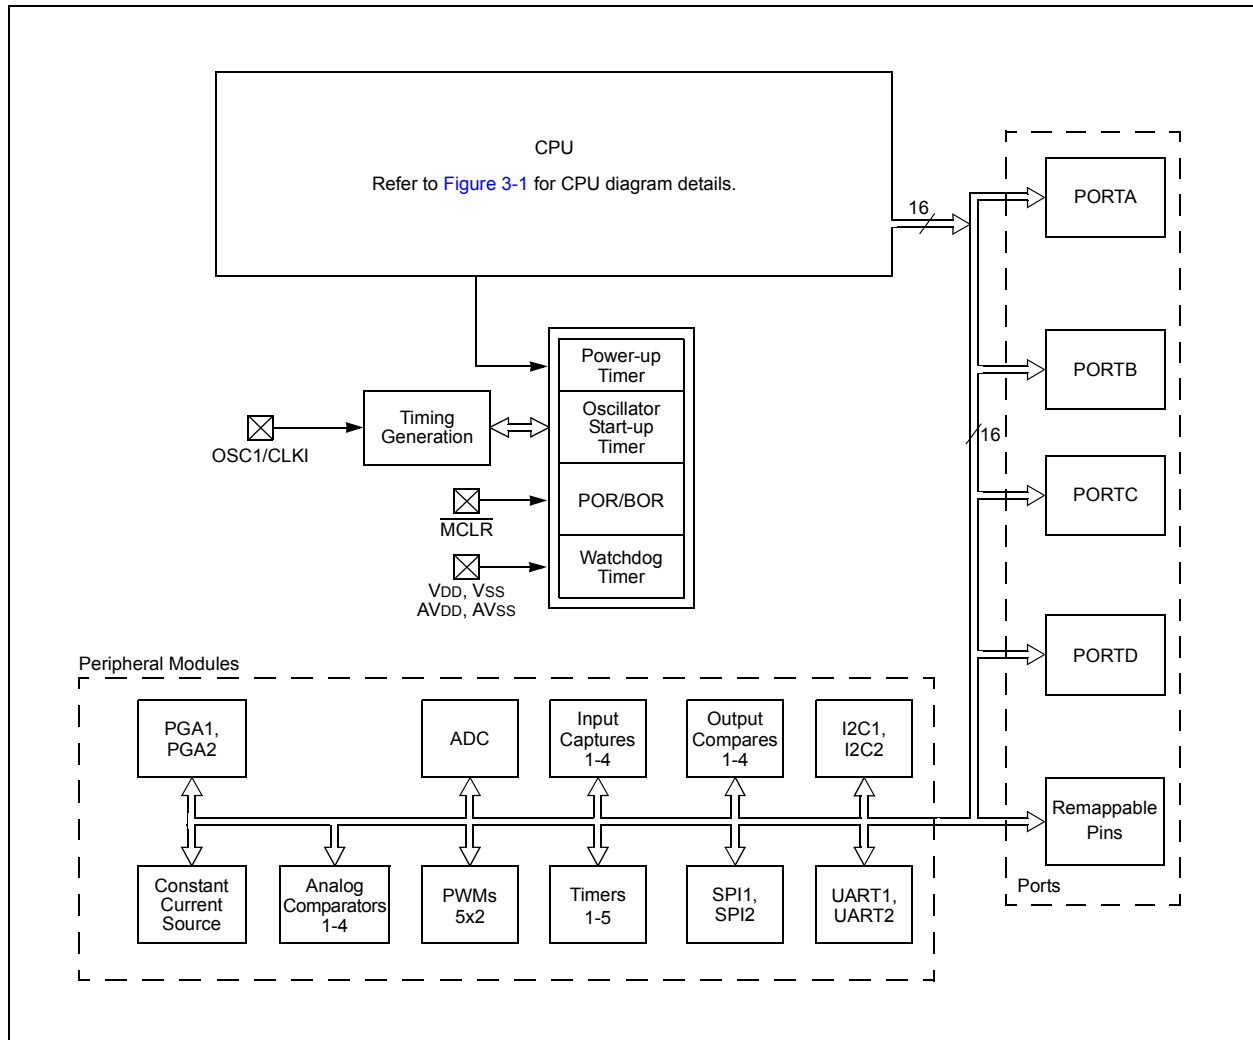 CPU
Refer to Figure 3-1 for CPU diagram details.
16
PORTA
Power-up
Timer
PORTB
Timing
Generation
Oscillator
Start-up
Timer
OSC1/CLKI
16
PORTC
POR/BOR
MCLR
Watchdog
Timer
VDD, VSS
AVDD, AVSS
PORTD
Peripheral Modules
PGA1,
PGA2
ADC
Input
Captures
1-4
Output
Compares
1-4
I2C1,
I2C2
Remappable
Pins
Constant
Current
Source
Analog
Comparators
1-4
PWMs
5x2
Timers
1-5
SPI1,
SPI2
UART1,
UART2
Ports